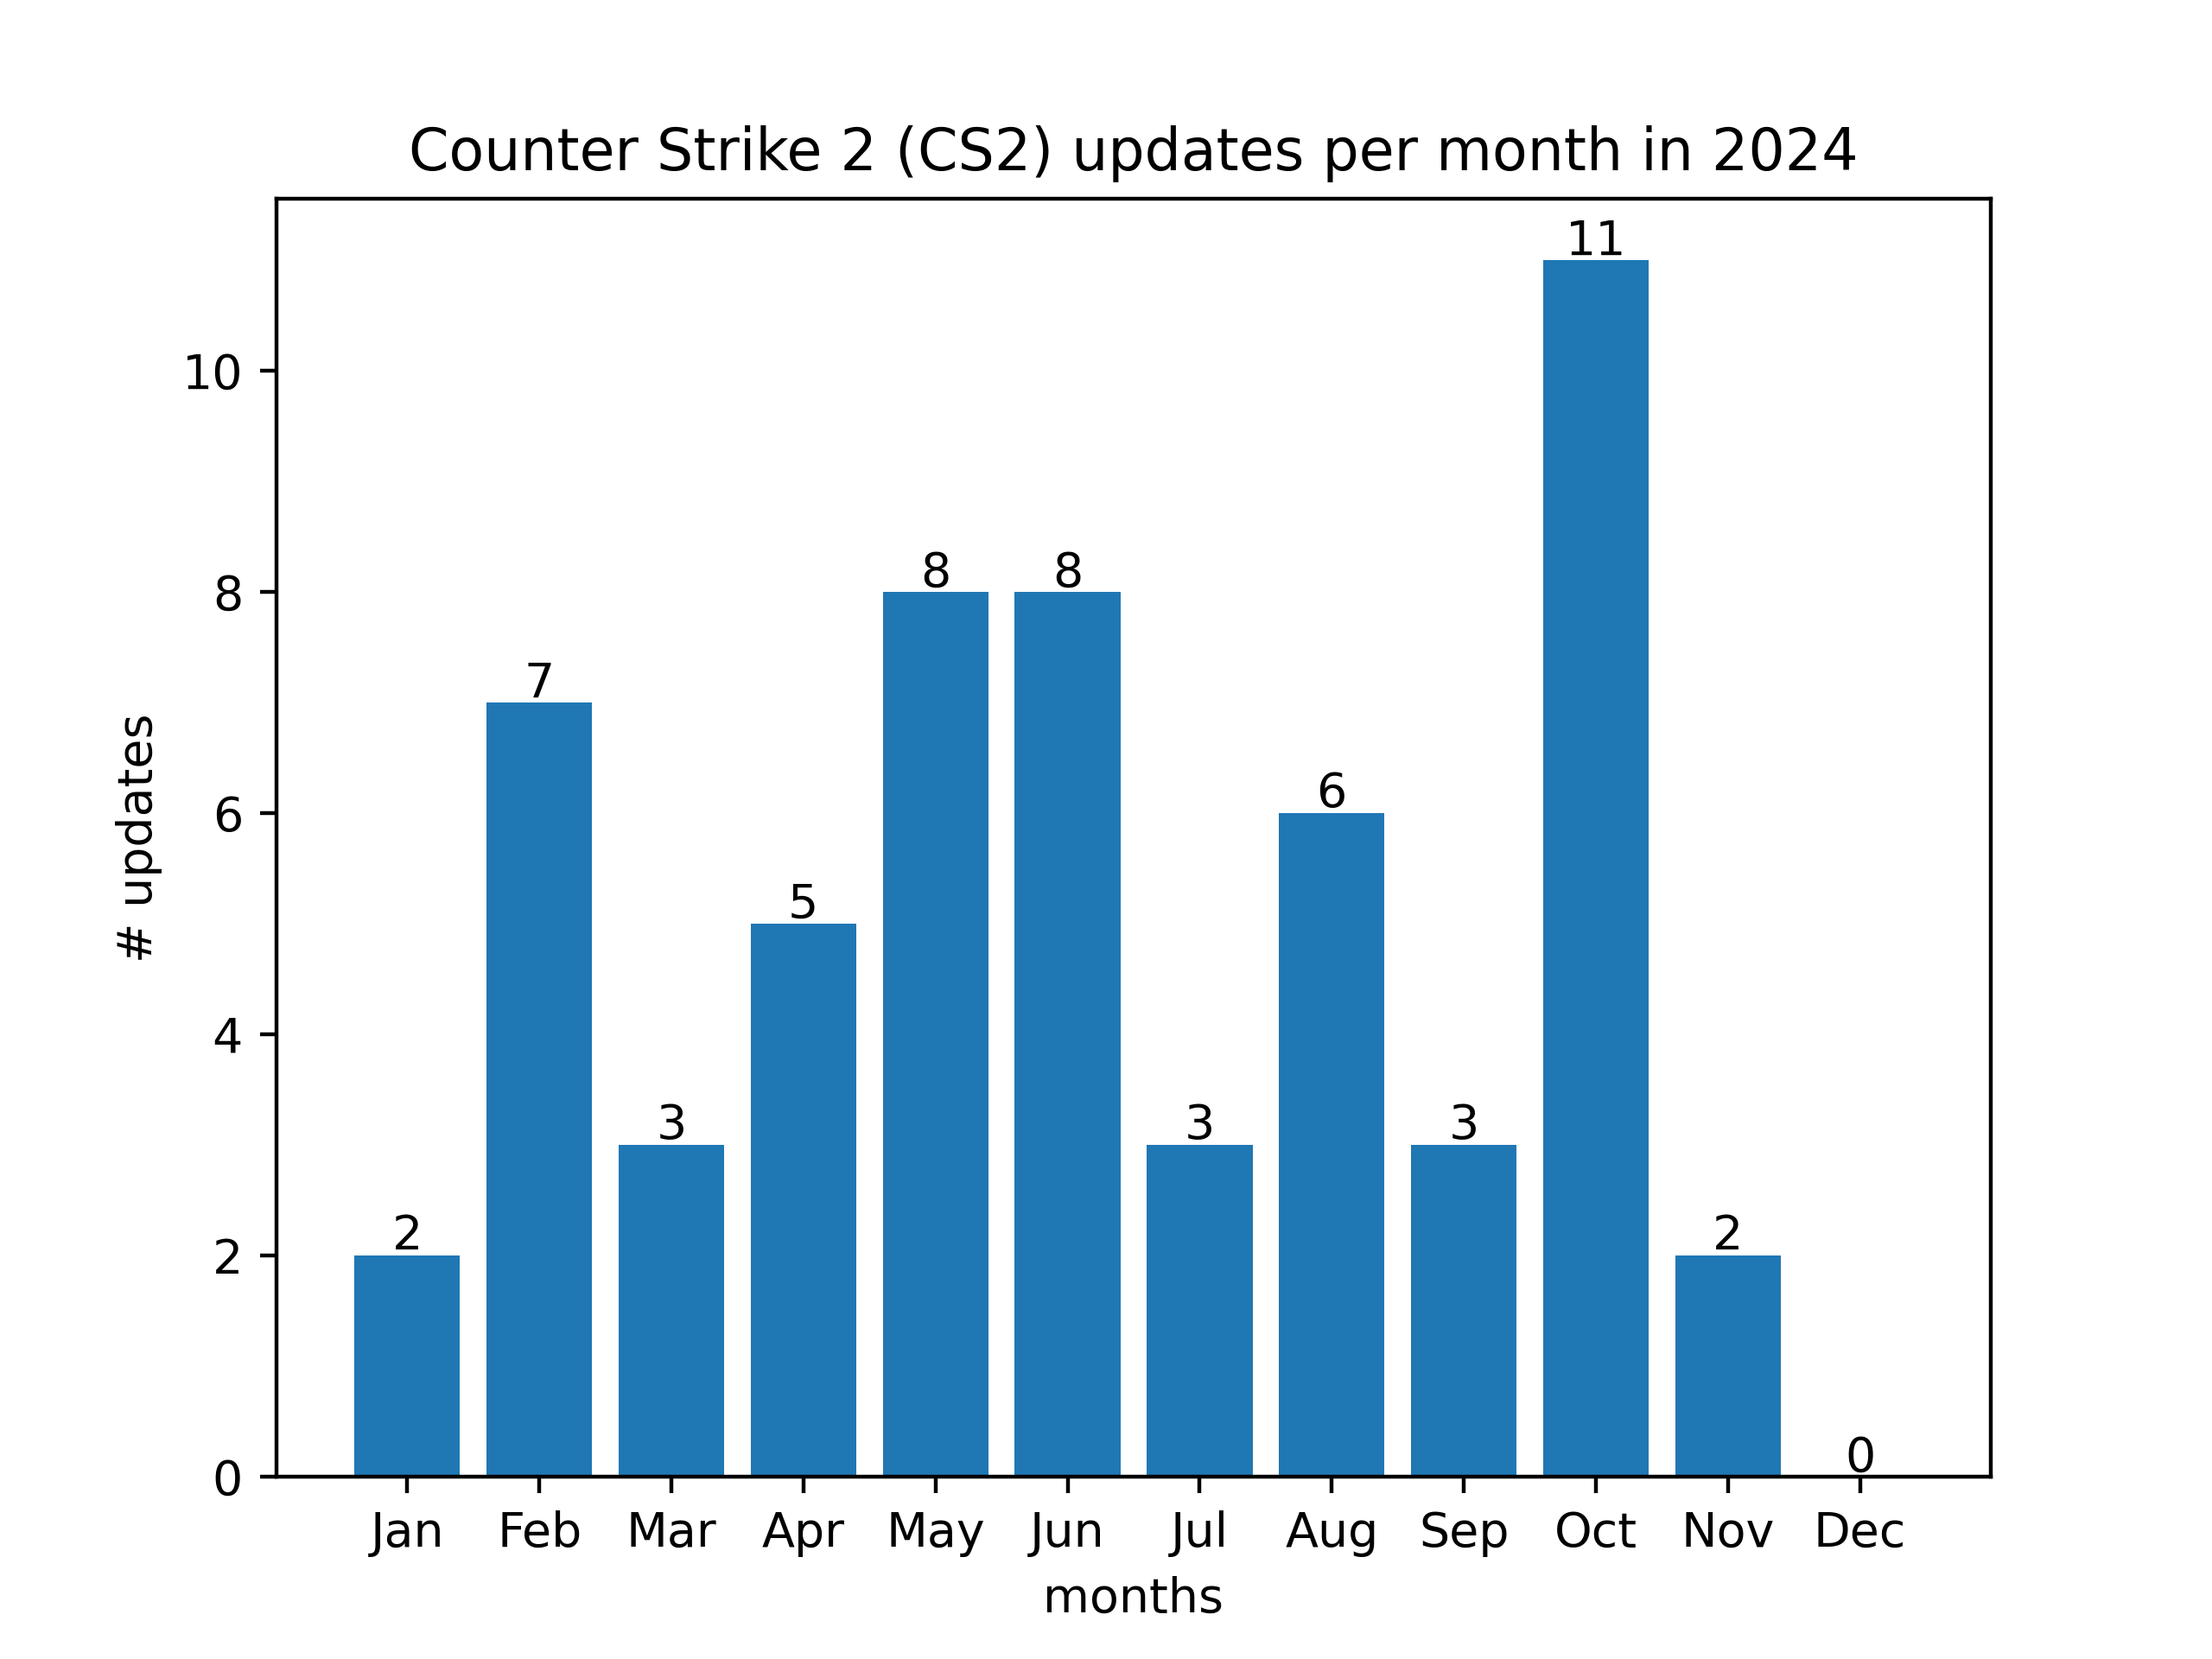 Counter Strike 2 (CS2) updates per month in 2024
11
10
8 8
8
7
# updates
6
6
5
4
3 3 3
2 2
2
0
0
Jan Feb Mar Apr May Jun Jul Aug Sep Oct Nov Dec
months